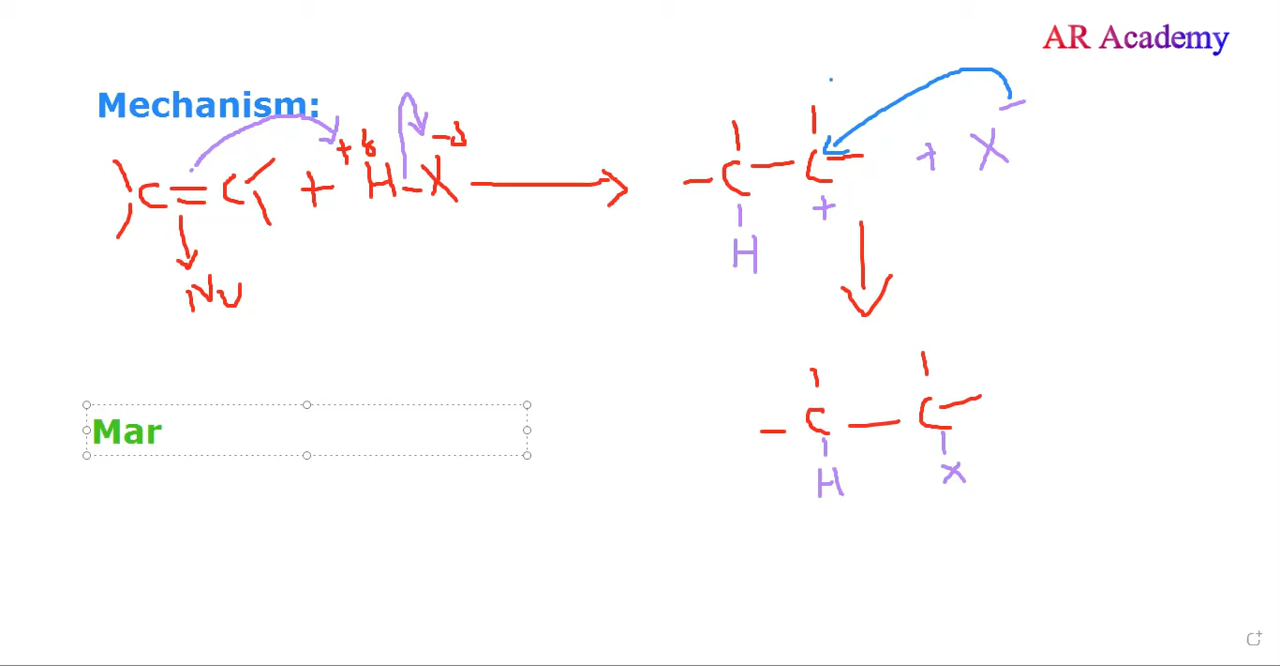 AR Academy
Mechanism:
C = C + H - X
+δ -δ
Nu
- C - C + X
H +
Mar
- C - C -
H X